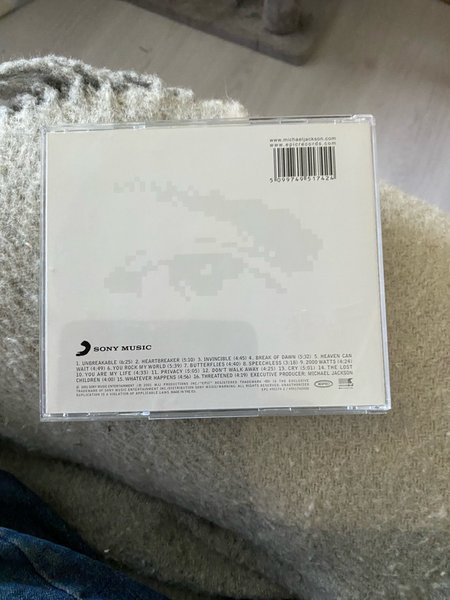 www.michaeljackson.com
www.epicrecords.com
5 099749 517424
SONY MUSIC
1. UNBREAKABLE (6:25) 2. HEARTBREAKER (5:10) 3. INVINCIBLE (4:45) 4. BREAK OF DAWN (5:32) 5. HEAVEN CAN
WAIT (4:49) 6. YOU ROCK MY WORLD (5:39) 7. BUTTERFLIES (4:40) 8. SPEECHLESS (3:18) 9. 2000 WATTS (4:24)
10. YOU ARE MY LIFE (4:33) 11. PRIVACY (5:05) 12. DON'T WALK AWAY (4:25) 13. CRY (5:01) 14. THE LOST
CHILDREN (4:00) 15. WHATEVER HAPPENS (4:56) 16. THREATENED (4:19) EXECUTIVE PRODUCER: MICHAEL JACKSON